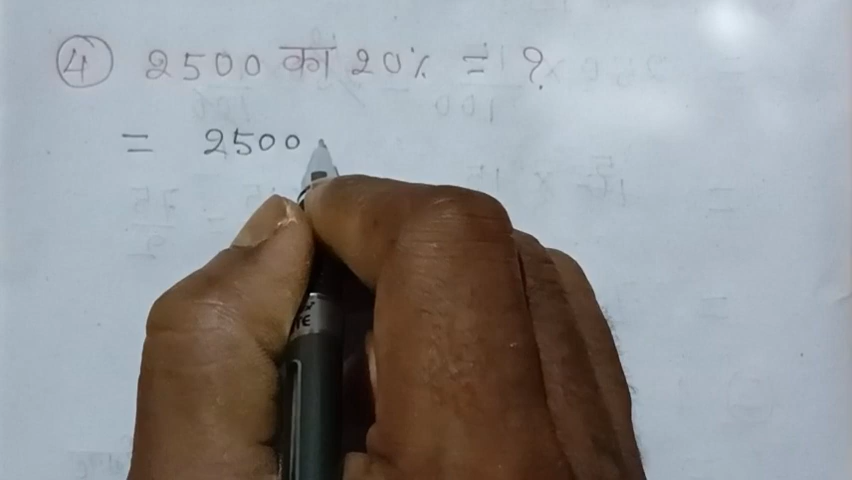 ④ 2500 का 20% = ?
= 2500